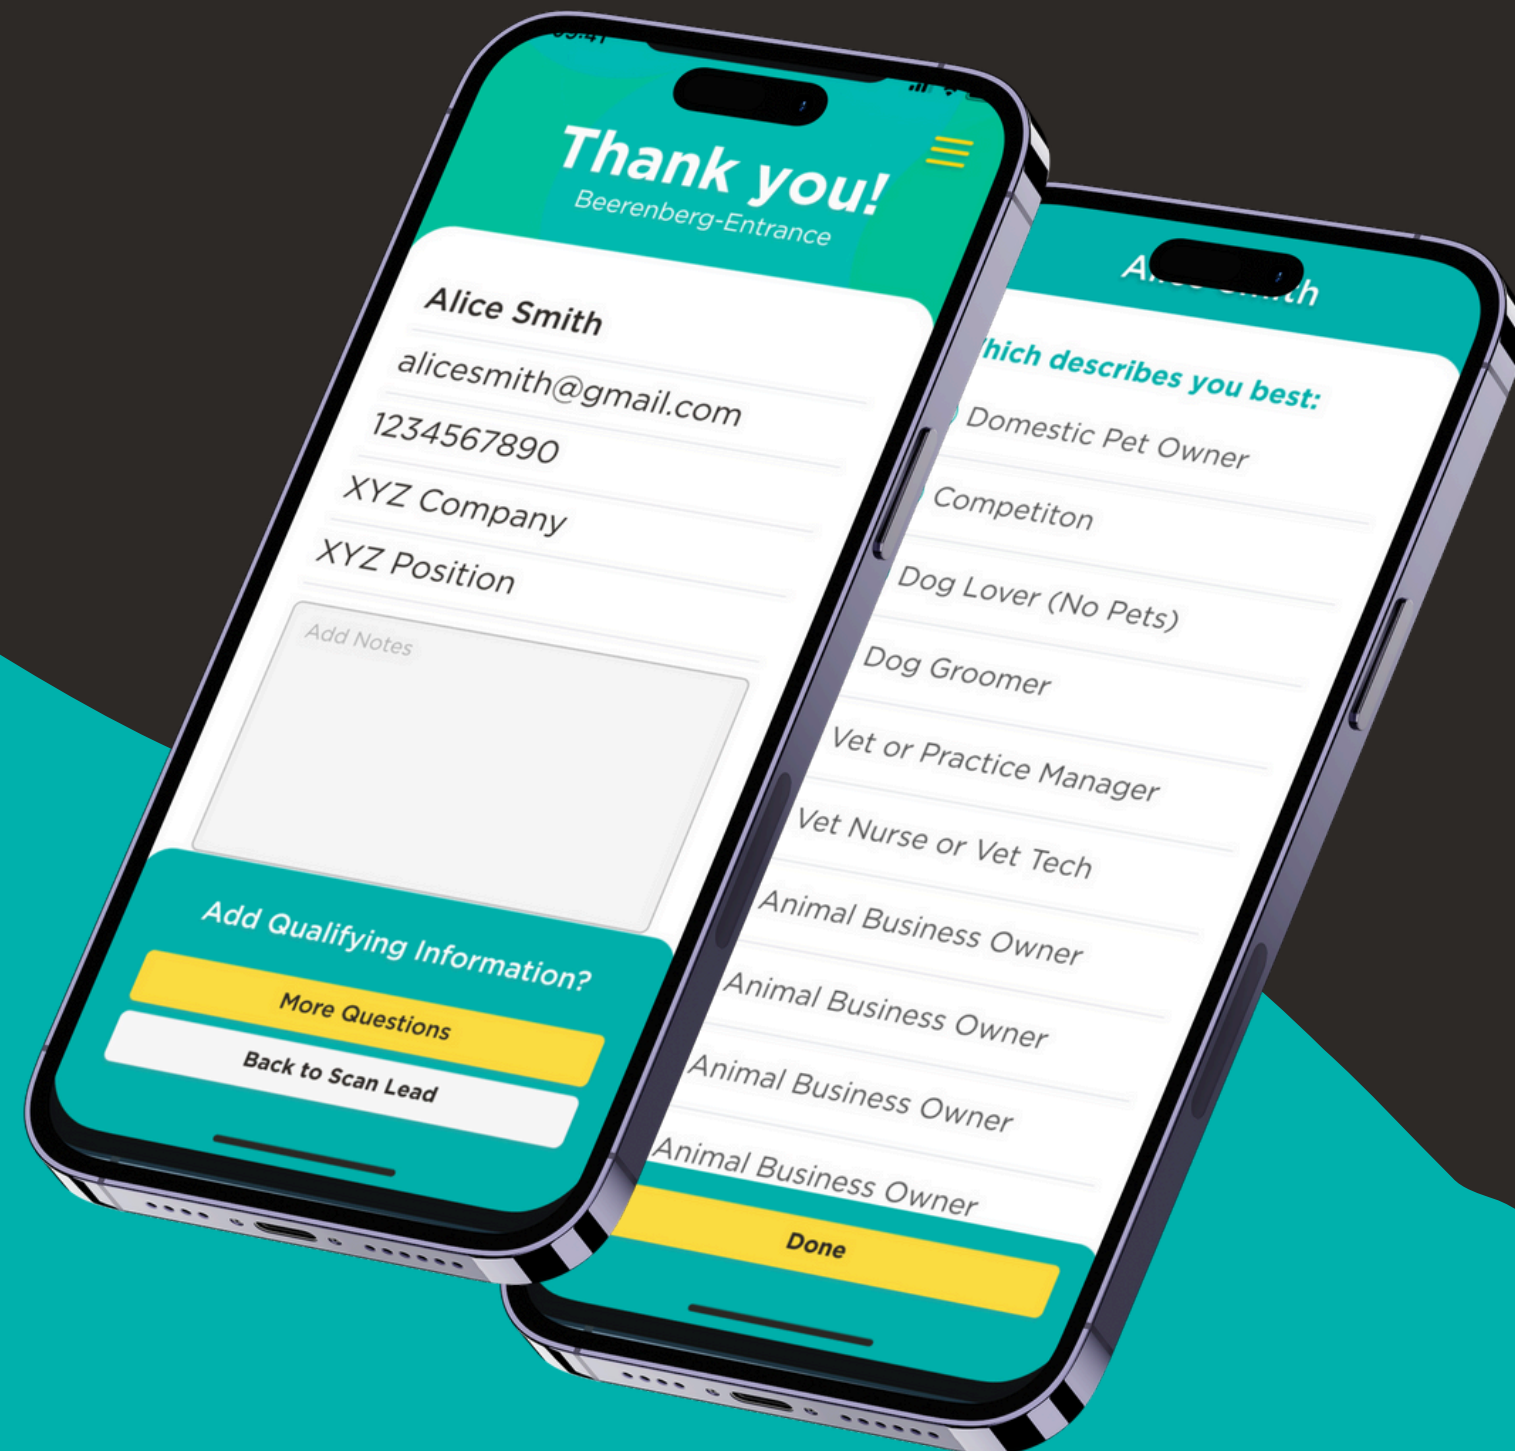 Thank you!
Beerenberg-Entrance
Alice Smith
alicesmith@gmail.com
1234567890
XYZ Company
XYZ Position
Add Notes
Add Qualifying Information?
More Questions
Back to Scan Lead
hich describes you best:
Domestic Pet Owner
Competiton
Dog Lover (No Pets)
Dog Groomer
Vet or Practice Manager
Vet Nurse or Vet Tech
Animal Business Owner
Animal Business Owner
Animal Business Owner
Animal Business Owner
Done